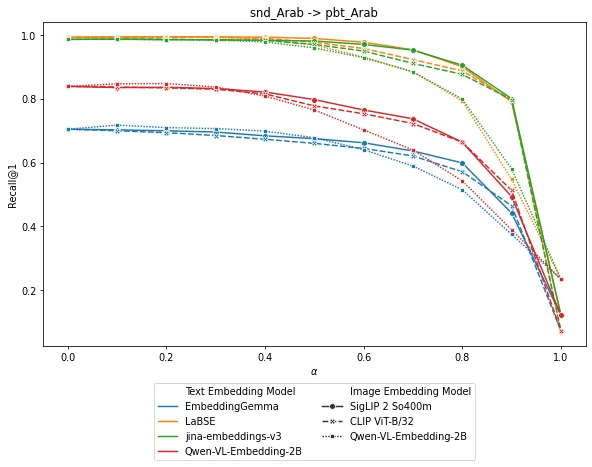 snd_Arab -> pbt_Arab
Recall@1
1.0
0.8
0.6
0.4
0.2
0.0 0.2 0.4 0.6 0.8 1.0
α
Text Embedding Model Image Embedding Model
EmbeddingGemma SigLIP 2 So400m
LaBSE CLIP ViT-B/32
jina-embeddings-v3 Qwen-VL-Embedding-2B
Qwen-VL-Embedding-2B